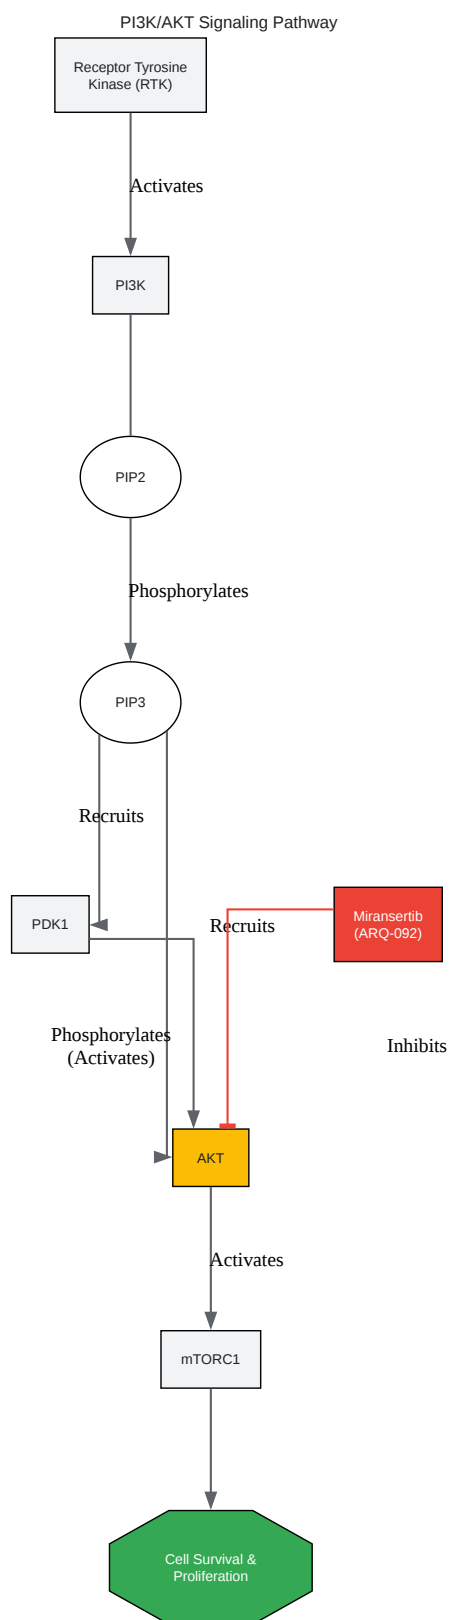 PI3K/AKT Signaling Pathway
Receptor Tyrosine
Kinase (RTK)
Activates
PI3K
PIP2
Phosphorylates
PIP3
Recruits
PDK1
Recruits
Miransertib
(ARQ-092)
Phosphorylates
(Activates)
Inhibits
AKT
Activates
mTORC1
Cell Survival &
Proliferation